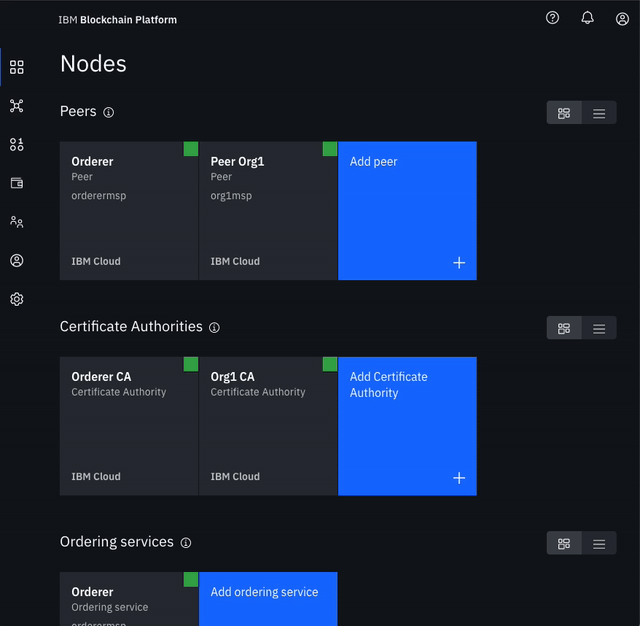 IBM Blockchain Platform
Nodes
Peers
Orderer
Peer
orderermsp
IBM Cloud
Peer Org1
Peer
org1msp
IBM Cloud
Add peer
Certificate Authorities
Orderer CA
Certificate Authority
IBM Cloud
Org1 CA
Certificate Authority
IBM Cloud
Add Certificate
Authority
Ordering services
Orderer
Ordering service
orderermsp
Add ordering service